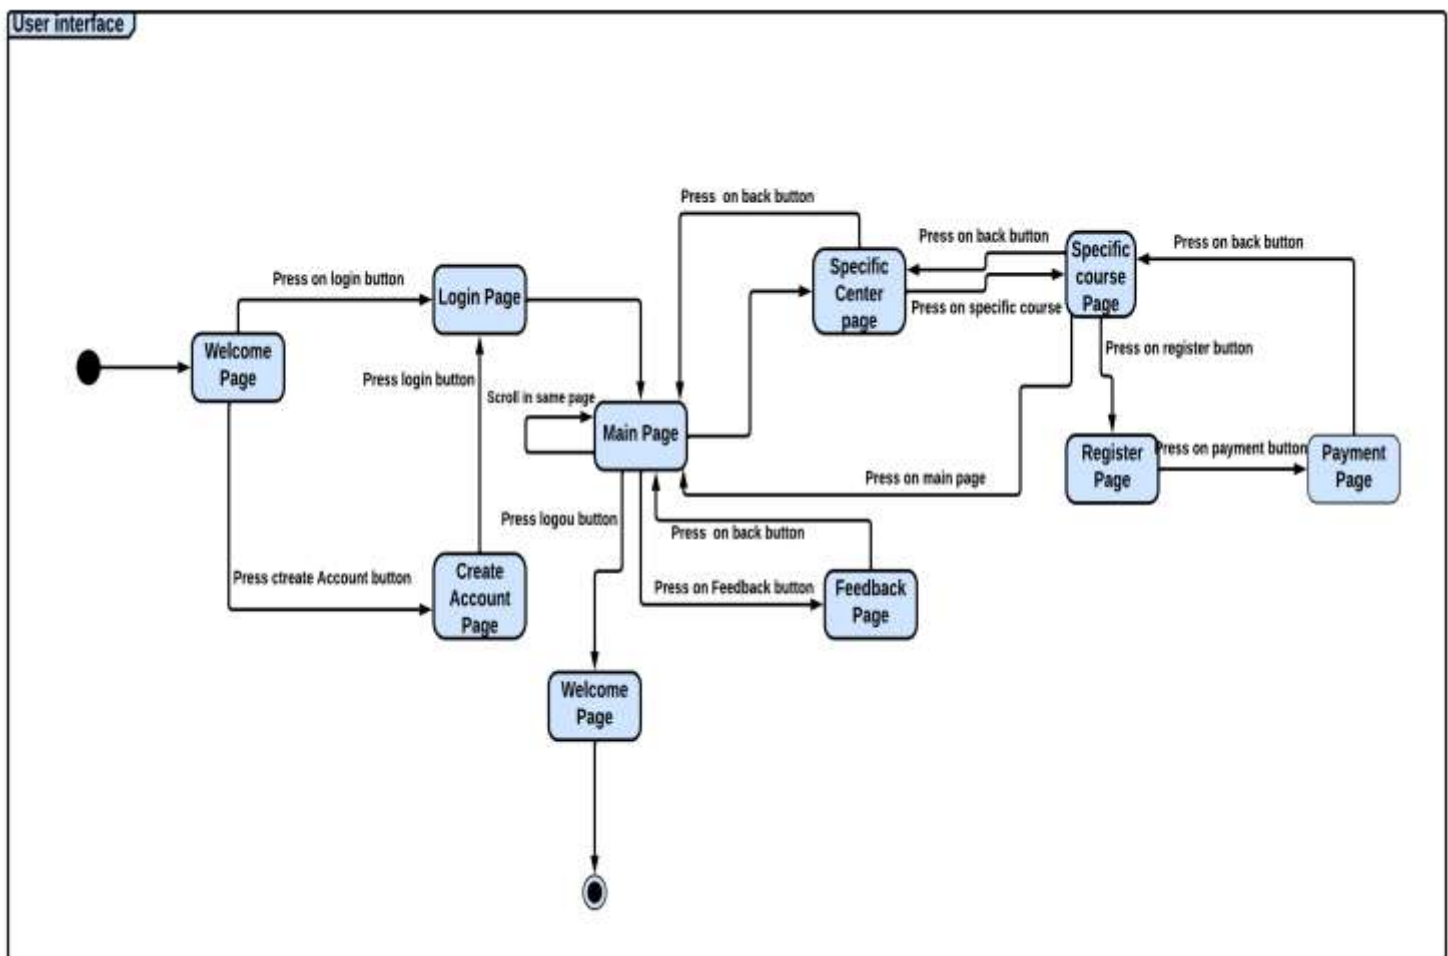 User interface
Press  on back button
Press on back button
Specific
course
Page
Press on back button
Specific
Center
page
Press on specific course
Press on login button
Login Page
Welcome
Page
Press login button
Press on register button
Scroll in same page
Main Page
Register
Page
Press on payment button
Payment
Page
Press on main page
Press logou button
Press  on back button
Press ctreate Account button
Create
Account
Page
Press on Feedback button
Feedback
Page
Welcome
Page